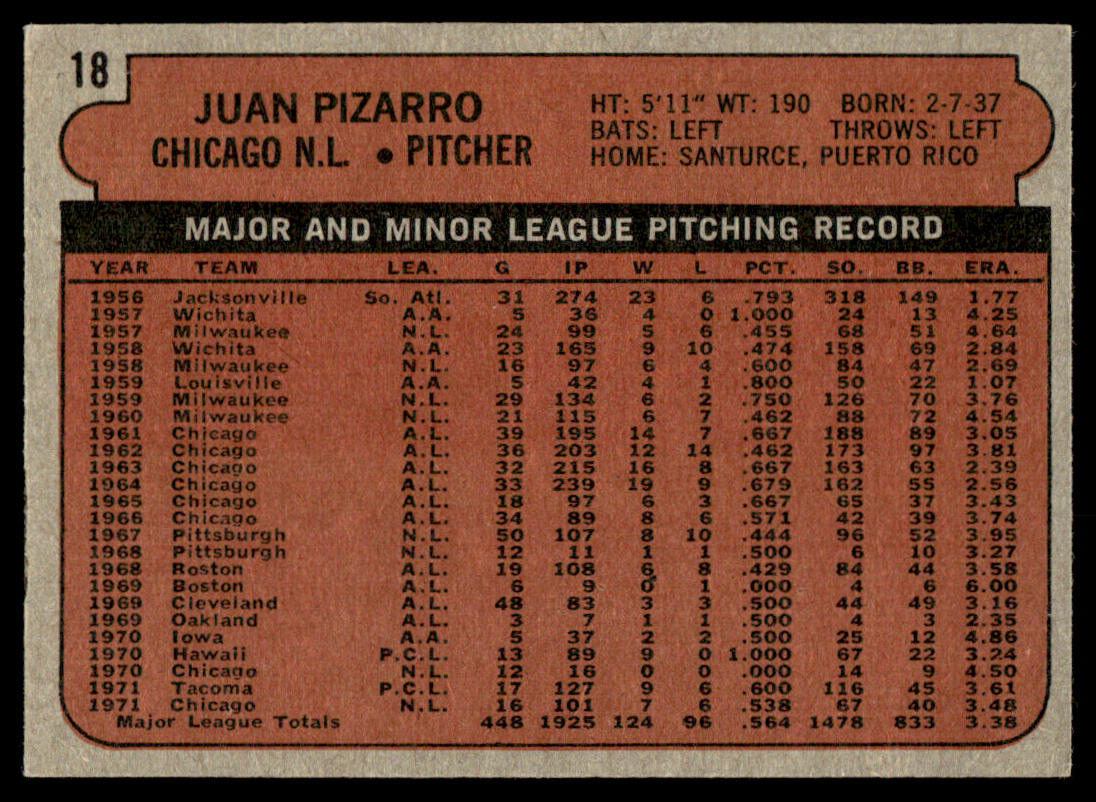 18
JUAN PIZARRO
CHICAGO N.L. • PITCHER
HT: 5'11" WT: 190 BORN: 2-7-37
BATS: LEFT THROWS: LEFT
HOME: SANTURCE, PUERTO RICO
MAJOR AND MINOR LEAGUE PITCHING RECORD
YEAR TEAM LEA. G IP W L PCT. SO. BB. ERA.
1956 Jacksonville So. Atl. 31 274 23 6 .793 318 149 1.77
1957 Wichita A.A. 5 36 4 0 1.000 24 13 4.25
1957 Milwaukee N.L. 24 99 5 6 .455 68 51 4.64
1958 Wichita A.A. 23 165 9 10 .474 158 69 2.84
1958 Milwaukee N.L. 16 97 6 4 .600 84 47 2.69
1959 Louisville A.A. 5 42 4 1 .800 50 22 1.07
1959 Milwaukee N.L. 29 134 6 2 .750 126 70 3.76
1960 Milwaukee N.L. 21 115 6 7 .462 88 72 4.54
1961 Chicago A.L. 39 195 14 7 .667 188 89 3.05
1962 Chicago A.L. 36 203 12 14 .462 173 97 3.81
1963 Chicago A.L. 32 215 16 8 .667 163 63 2.39
1964 Chicago A.L. 33 239 19 9 .679 162 55 2.56
1965 Chicago A.L. 18 97 6 3 .667 65 37 3.43
1966 Chicago A.L. 34 89 8 6 .571 42 39 3.74
1967 Pittsburgh N.L. 50 107 8 10 .444 96 52 3.95
1968 Pittsburgh N.L. 12 11 1 1 .500 6 10 3.27
1968 Boston A.L. 19 108 6 8 .429 84 44 3.58
1969 Boston A.L. 6 9 0 1 .000 4 6 6.00
1969 Cleveland A.L. 48 83 3 3 .500 44 49 3.16
1969 Oakland A.L. 3 7 1 1 .500 4 3 2.35
1970 Iowa A.A. 5 37 2 2 .500 25 12 4.86
1970 Hawaii P.C.L. 13 89 9 0 1.000 67 22 3.24
1970 Chicago N.L. 12 16 0 0 .000 14 9 4.50
1971 Tacoma P.C.L. 17 127 9 6 .600 116 45 3.61
1971 Chicago N.L. 16 101 7 6 .538 67 40 3.48
Major League Totals 448 1925 124 96 .564 1478 833 3.38